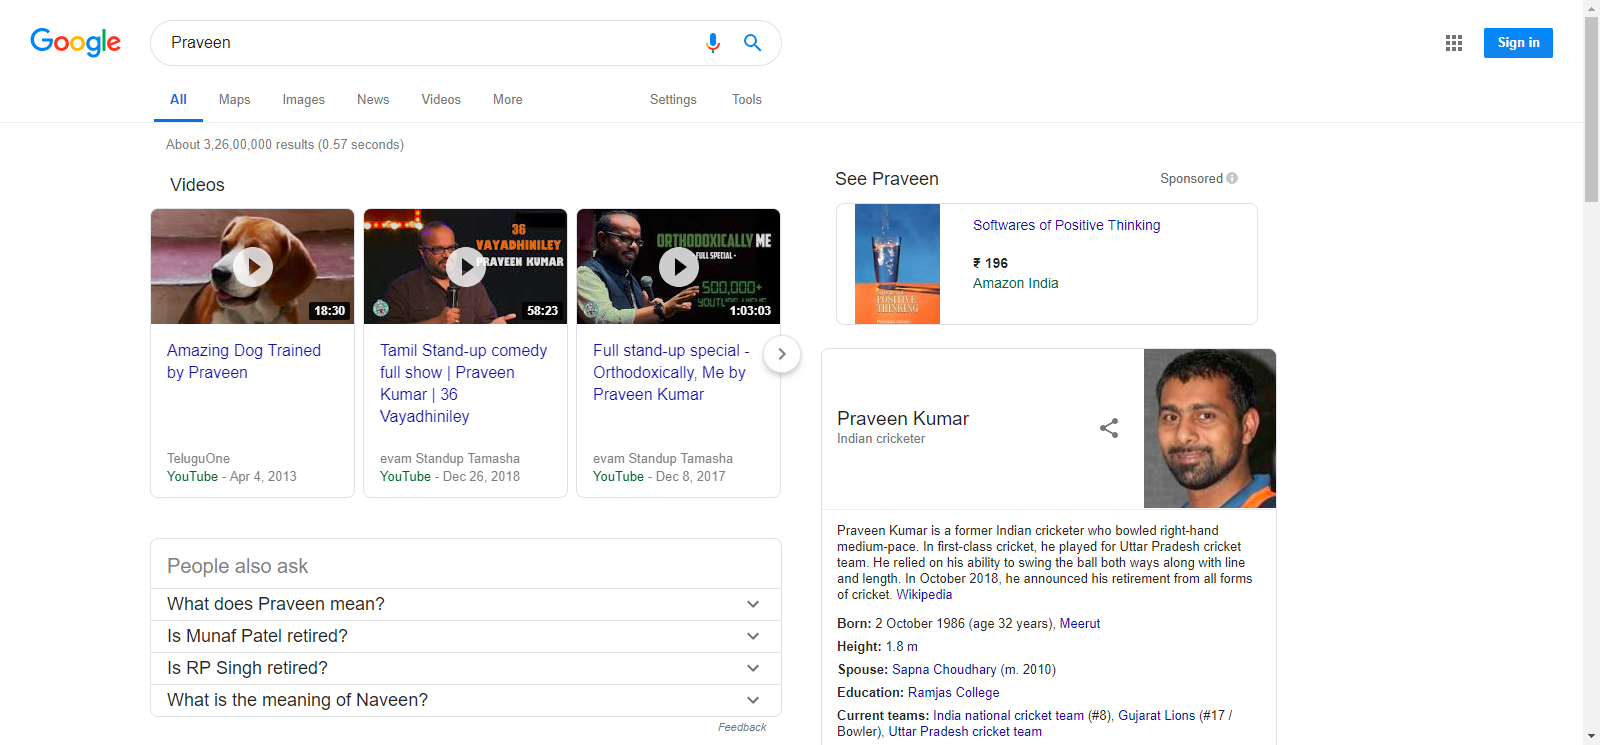 Google
Praveen
Sign in
All
Maps
Images
News
Videos
More
Settings
Tools
About 3,26,00,000 results (0.57 seconds)
Videos
18:30
Amazing Dog Trained
by Praveen
TeluguOne
YouTube - Apr 4, 2013
36
VAYADHINILEY
PRAVEEN KUMAR
58:23
Tamil Stand-up comedy
full show | Praveen
Kumar | 36
Vayadhiniley
evam Standup Tamasha
YouTube - Dec 26, 2018
ORTHODOXICALLY ME
- FULL SPECIAL -
500,000+
YOUTUBE VIEWS
1:03:03
Full stand-up special -
Orthodoxically, Me by
Praveen Kumar
evam Standup Tamasha
YouTube - Dec 8, 2017
People also ask
What does Praveen mean?
Is Munaf Patel retired?
Is RP Singh retired?
What is the meaning of Naveen?
Feedback
See Praveen
Sponsored
POSITIVE
THINKING
Softwares of Positive Thinking
₹ 196
Amazon India
Praveen Kumar
Indian cricketer
Praveen Kumar is a former Indian cricketer who bowled right-hand
medium-pace. In first-class cricket, he played for Uttar Pradesh cricket
team. He relied on his ability to swing the ball both ways along with line
and length. In October 2018, he announced his retirement from all forms
of cricket. Wikipedia
Born: 2 October 1986 (age 32 years), Meerut
Height: 1.8 m
Spouse: Sapna Choudhary (m. 2010)
Education: Ramjas College
Current teams: India national cricket team (#8), Gujarat Lions (#17 /
Bowler), Uttar Pradesh cricket team